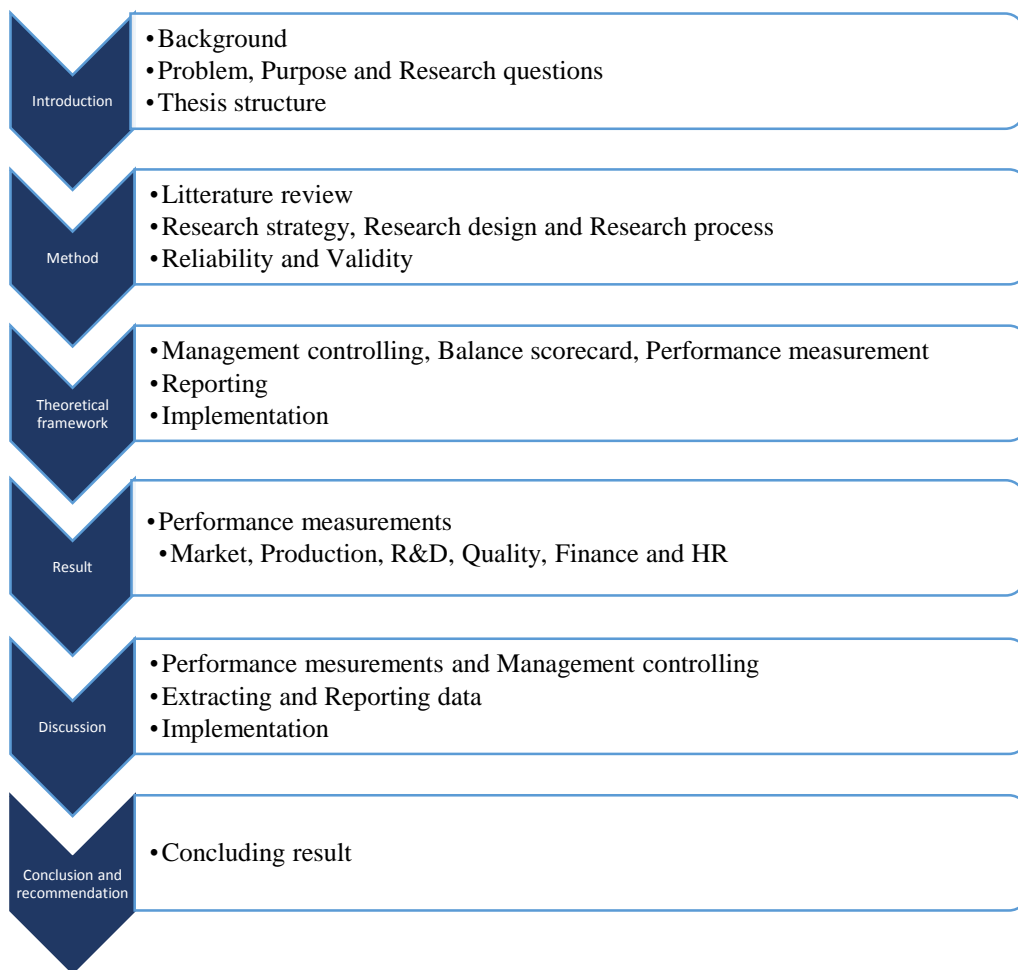 Introduction
•Background
•Problem, Purpose and Research questions
•Thesis structure
Method
•Litterature review
•Research strategy, Research design and Research process
•Reliability and Validity
Theoretical
framework
•Management controlling, Balance scorecard, Performance measurement
•Reporting
•Implementation
Result
•Performance measurements
•Market, Production, R&D, Quality, Finance and HR
Discussion
•Performance mesurements and Management controlling
•Extracting and Reporting data
•Implementation
Conclusion and
recommendation
•Concluding result